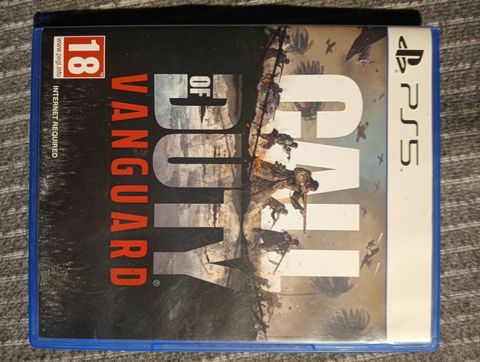 PS5
CALL
OF
DUTY
VANGUARD
®
18
www.pegi.info
INTERNET REQUIRED